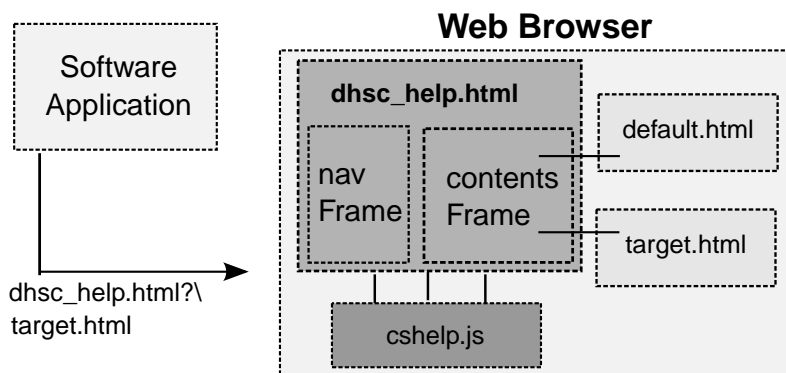 Web Browser
Software
Application
dhsc_help.html
nav
Frame
contents
Frame
default.html
target.html
dhsc_help.html?\
target.html
cshelp.js